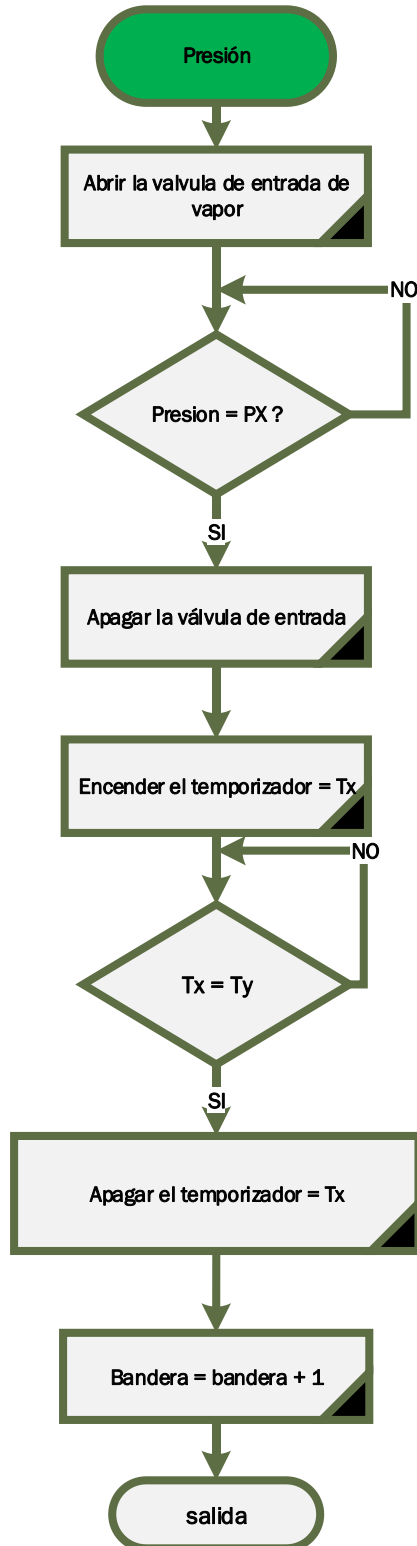 Presión
Abrir la valvula de entrada de
vapor
NO
Presion = PX ?
SI
Apagar la válvula de entrada
Encender el temporizador = Tx
NO
Tx = Ty
SI
Apagar el temporizador = Tx
Bandera = bandera + 1
salida